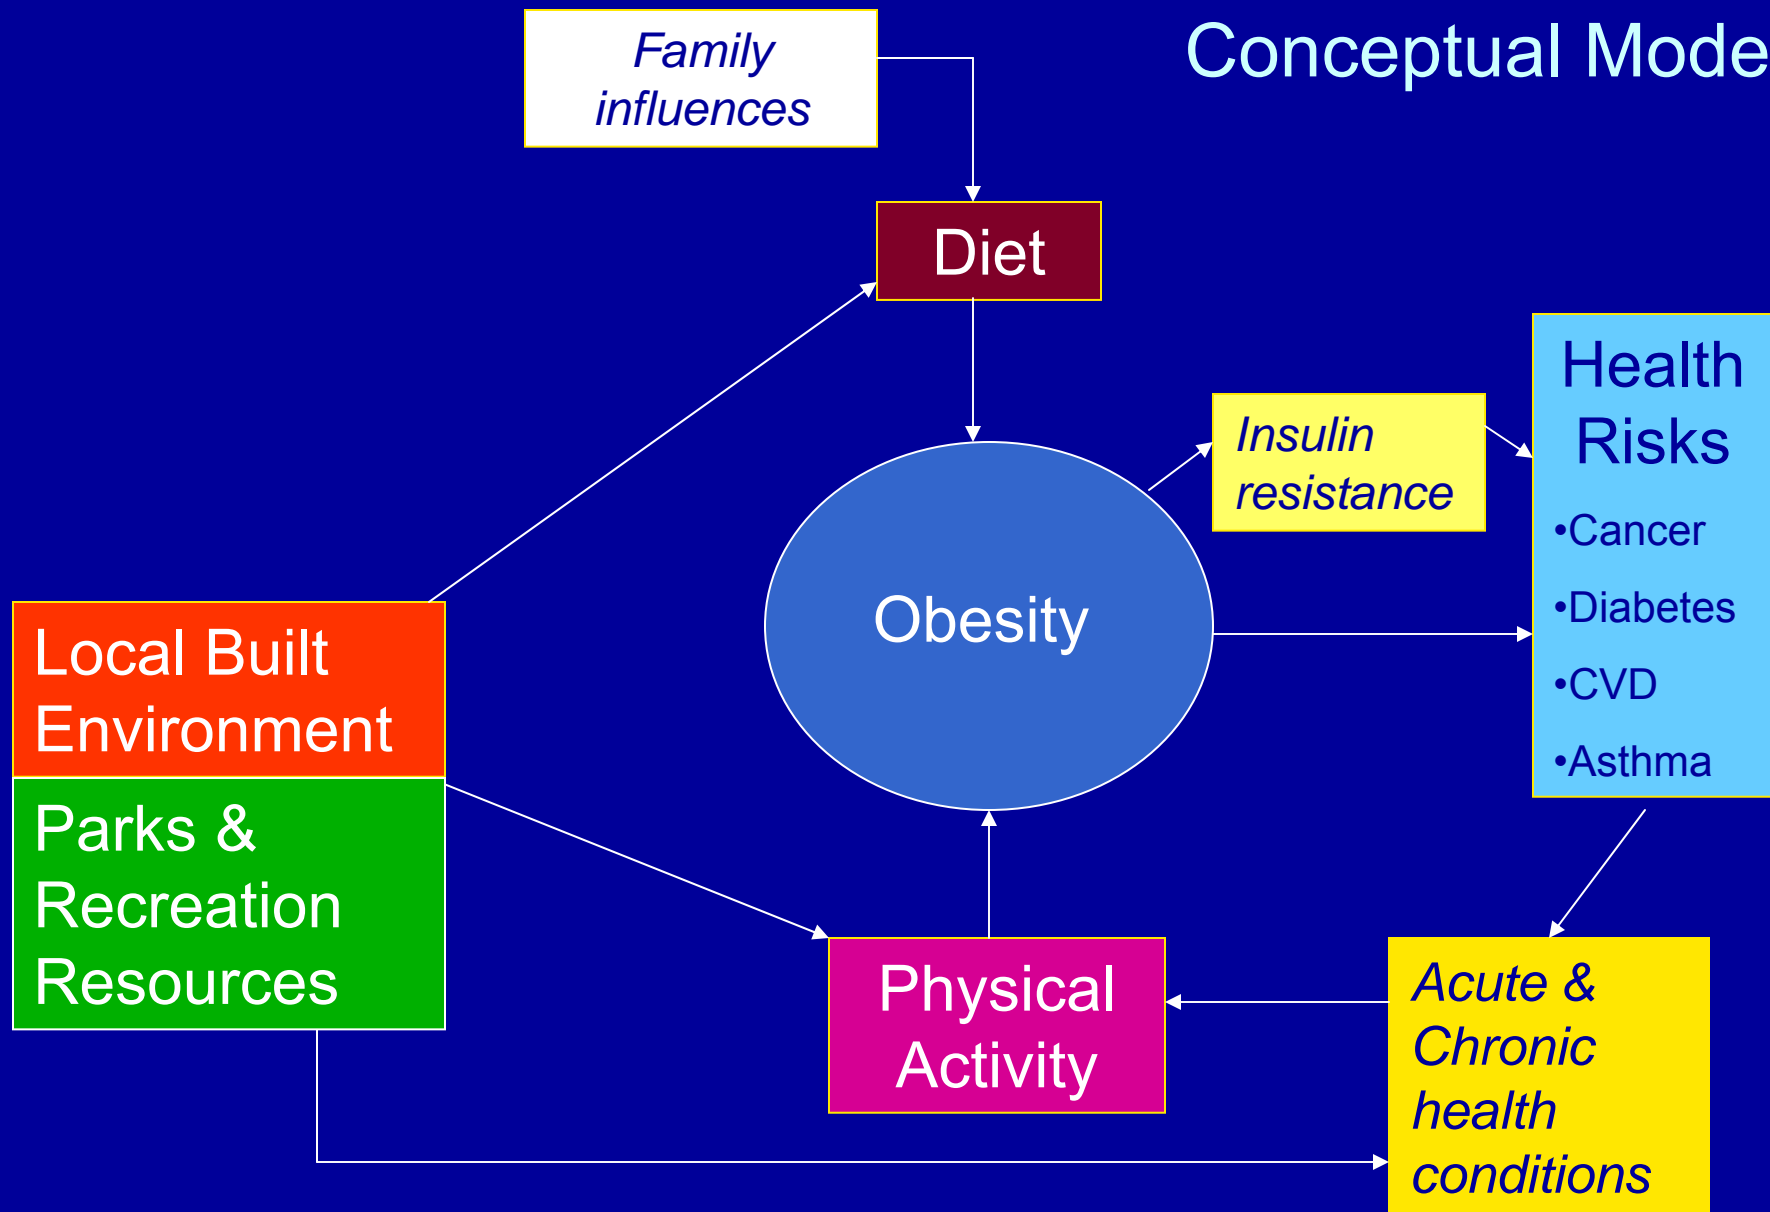 Conceptual Mode
Family
influences
Diet
Health
Risks
•Cancer
•Diabetes
•CVD
•Asthma
Insulin
resistance
Obesity
Local Built
Environment
Parks &
Recreation
Resources
Physical
Activity
Acute &
Chronic
health
conditions